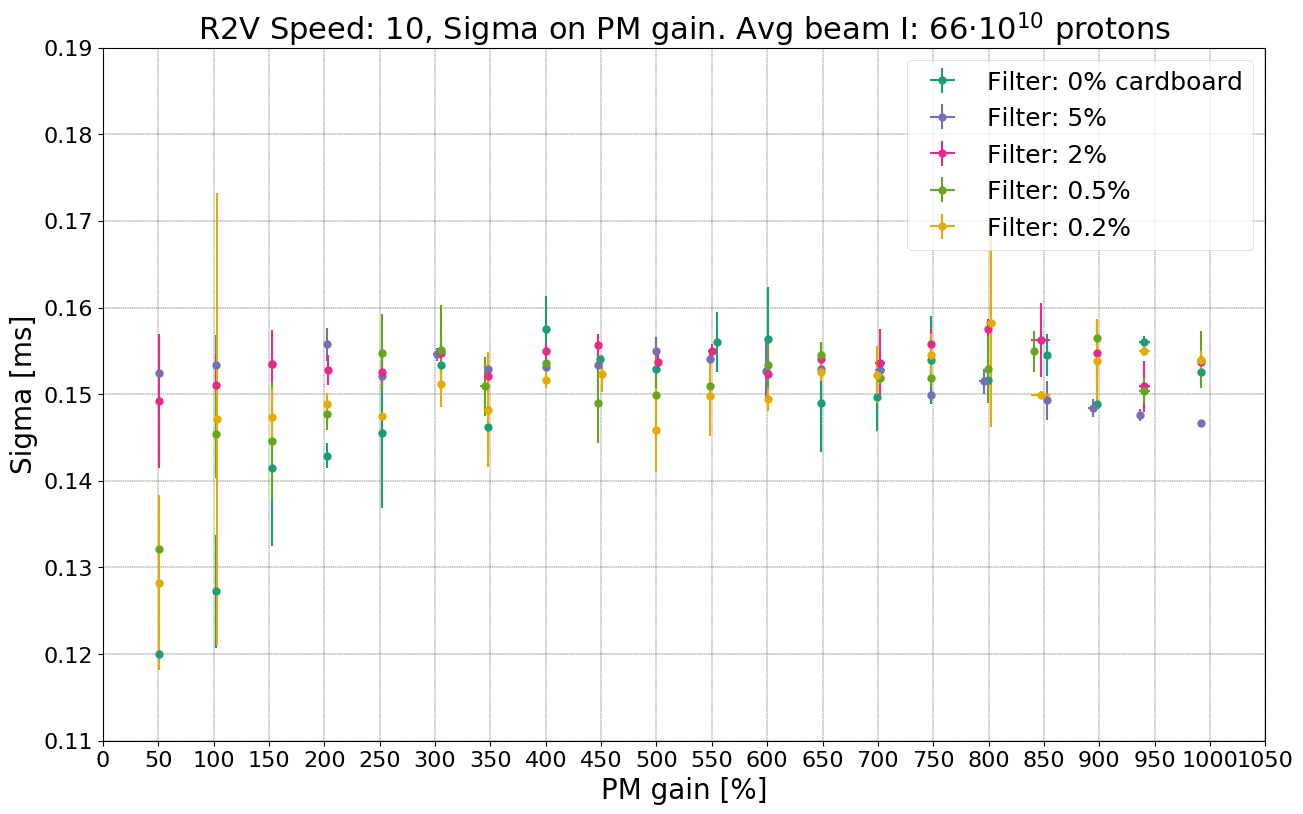 R2V Speed: 10, Sigma on PM gain. Avg beam I: 66·10¹⁰ protons
Filter: 0% cardboard
Filter: 5%
Filter: 2%
Filter: 0.5%
Filter: 0.2%
Sigma [ms]
0.19
0.18
0.17
0.16
0.15
0.14
0.13
0.12
0.11
0 50 100 150 200 250 300 350 400 450 500 550 600 650 700 750 800 850 900 950 1000 1050
PM gain [%]